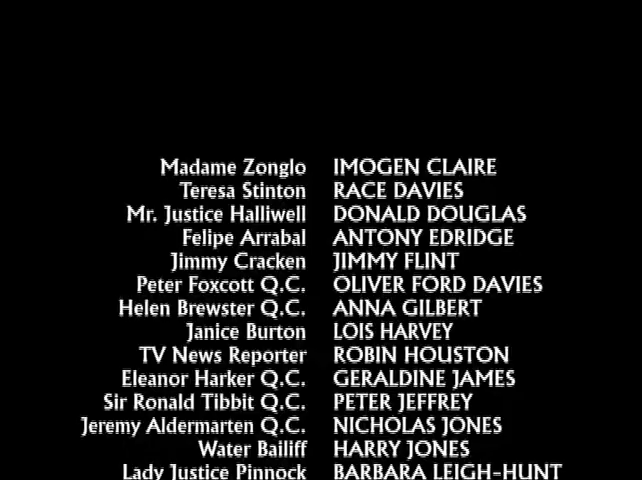 Madame Zonglo IMOGEN CLAIRE
Teresa Stinton RACE DAVIES
Mr. Justice Halliwell DONALD DOUGLAS
Felipe Arrabal ANTONY EDRIDGE
Jimmy Cracken JIMMY FLINT
Peter Foxcott Q.C. OLIVER FORD DAVIES
Helen Brewster Q.C. ANNA GILBERT
Janice Burton LOIS HARVEY
TV News Reporter ROBIN HOUSTON
Eleanor Harker Q.C. GERALDINE JAMES
Sir Ronald Tibbit Q.C. PETER JEFFREY
Jeremy Aldermarten Q.C. NICHOLAS JONES
Water Bailiff HARRY JONES
Lady Justice Pinnock BARBARA LEIGH-HUNT